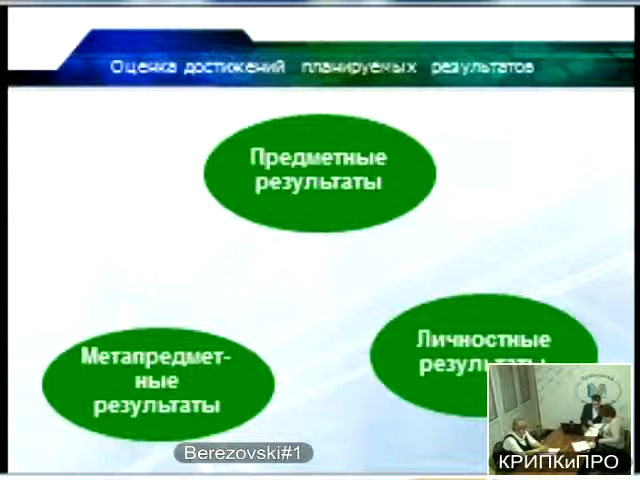 Оценка достижений планируемых результатов
Предметные
результаты
Личностные
результаты
Метапредмет-
ные
результаты
Berezovski#1
КРИПКиПРО